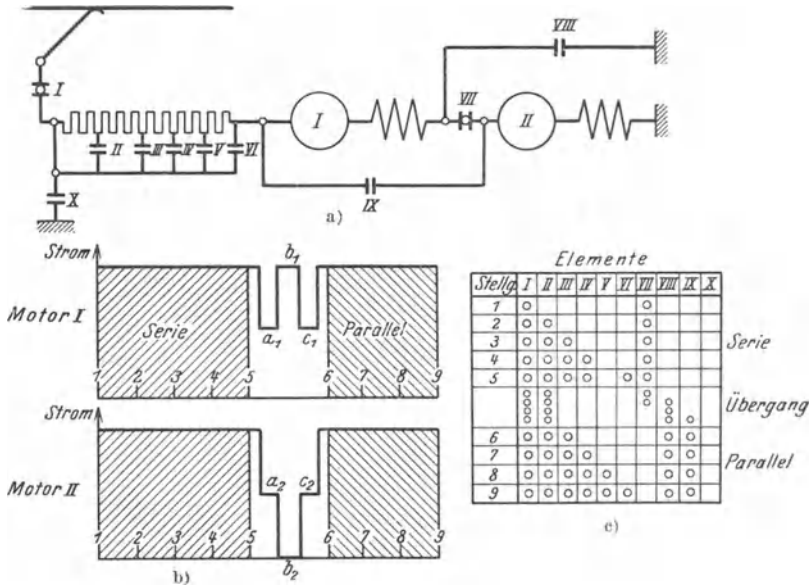 VIII
I
VII
I
II
II
III
IV
V
VI
X
IX
a)
Strom
b₁
Motor I
Serie
a₁
c₁
Parallel
1 2 3 4 5 6 7 8 9
Strom
Motor II
a₂
c₂
1 2 3 4 5 6 7 8 9
b₂
b)
Elemente
Stellg. I II III IV V VI VII VIII IX X
1 ○ ○
2 ○ ○ ○
3 ○ ○ ○ ○
Serie
4 ○ ○ ○ ○ ○
5 ○ ○ ○ ○ ○ ○
Übergang
6 ○ ○ ○ ○ ○
7 ○ ○ ○ ○ ○ ○
Parallel
8 ○ ○ ○ ○ ○ ○ ○
9 ○ ○ ○ ○ ○ ○ ○ ○
c)